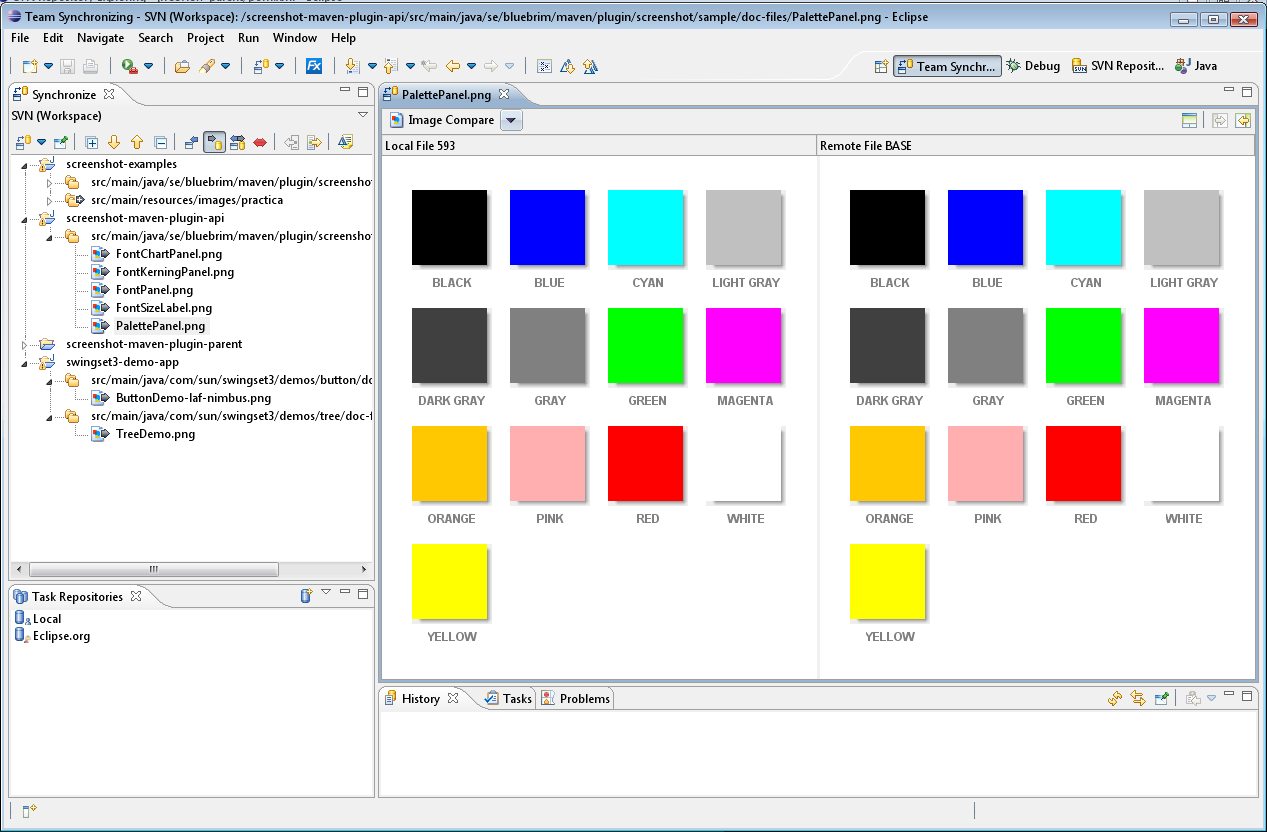 Team Synchronizing - SVN (Workspace): /screenshot-maven-plugin-api/src/main/java/se/bluebrim/maven/plugin/screenshot/sample/doc-files/PalettePanel.png - Eclipse
File Edit Navigate Search Project Run Window Help
Fx
Team Synchr... Debug SVN Reposit... Java
Synchronize
SVN (Workspace)
screenshot-examples
src/main/java/se/bluebrim/maven/plugin/screensho
src/main/resources/images/practica
screenshot-maven-plugin-api
src/main/java/se/bluebrim/maven/plugin/screensho
FontChartPanel.png
FontKerningPanel.png
FontPanel.png
FontSizeLabel.png
PalettePanel.png
screenshot-maven-plugin-parent
swingset3-demo-app
src/main/java/com/sun/swingset3/demos/button/do
ButtonDemo-laf-nimbus.png
src/main/java/com/sun/swingset3/demos/tree/doc-f
TreeDemo.png
Task Repositories
Local
Eclipse.org
PalettePanel.png
Image Compare
Local File 593 Remote File BASE
BLACK BLUE CYAN LIGHT GRAY BLACK BLUE CYAN LIGHT GRAY
DARK GRAY GRAY GREEN MAGENTA DARK GRAY GRAY GREEN MAGENTA
ORANGE PINK RED WHITE ORANGE PINK RED WHITE
YELLOW YELLOW
History Tasks Problems